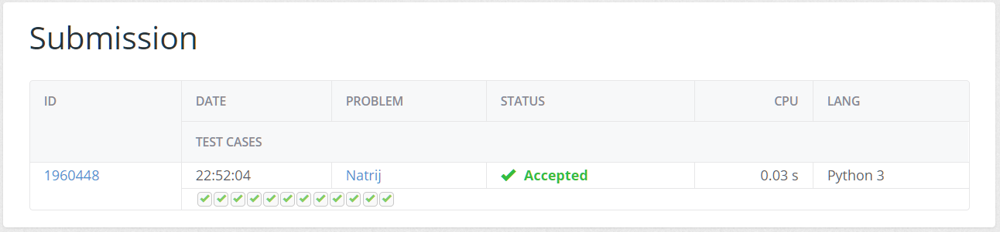 Submission
ID DATE PROBLEM STATUS CPU LANG
TEST CASES
1960448 22:52:04 Natrij Accepted 0.03 s Python 3